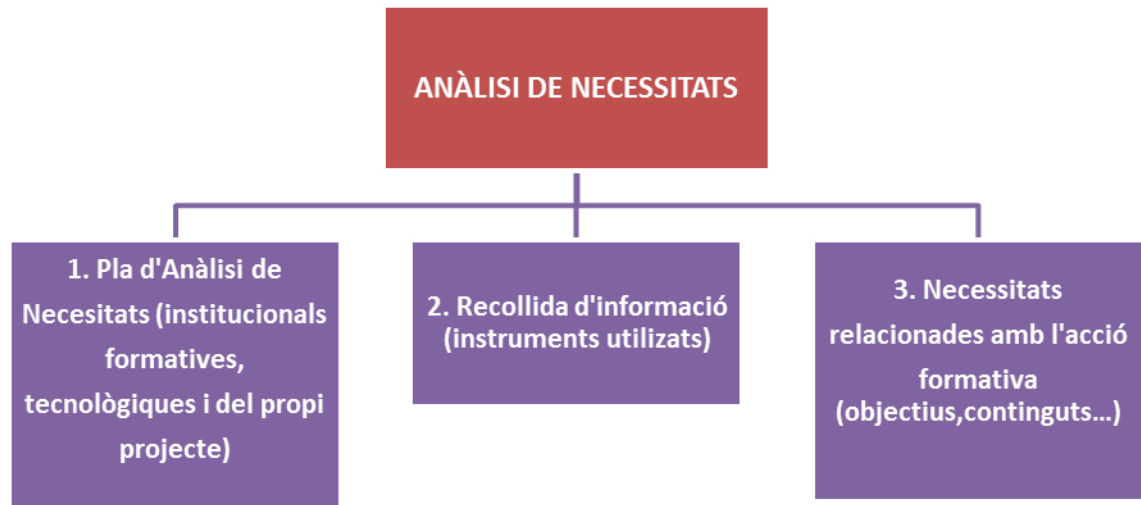 ANÀLISI DE NECESSITATS
1. Pla d'Anàlisi de
Necesitats (institucionals
formatives,
tecnològiques i del propi
projecte)
2. Recollida d'informació
(instruments utilizats)
3. Necessitats
relacionades amb l'acció
formativa
(objectius,continguts...)